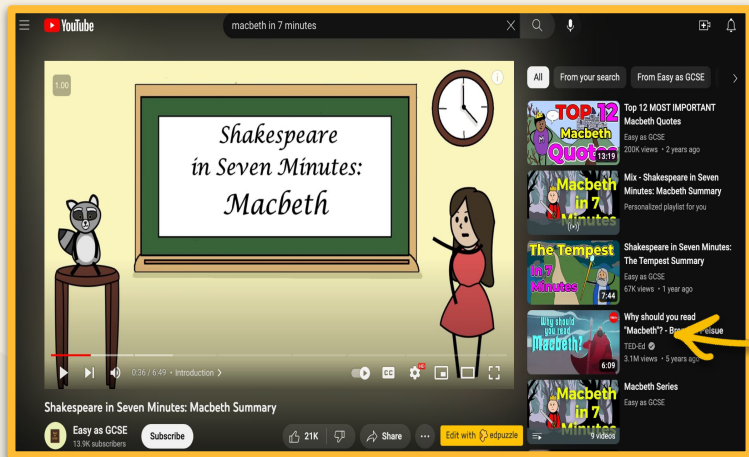 YouTube
macbeth in 7 minutes
1.00
Shakespeare
in Seven Minutes:
Macbeth
0:36 / 6:49 • Introduction >
CC
HD
Shakespeare in Seven Minutes: Macbeth Summary
Easy as GCSE
13.9K subscribers
Subscribe
21K
Share
Edit with edpuzzle
All
From your search
From Easy as GCSE
TOP 12
Macbeth
Quotes
13:19
Top 12 MOST IMPORTANT
Macbeth Quotes
Easy as GCSE
200K views • 2 years ago
Macbeth
in 7
Minutes
Mix - Shakespeare in Seven
Minutes: Macbeth Summary
Personalized playlist for you
The Tempest
in 7
Minutes
7:44
Shakespeare in Seven Minutes:
The Tempest Summary
Easy as GCSE
67K views • 1 year ago
Why should
you read
Macbeth?
6:09
Why should you read
"Macbeth"? -
TED-Ed
3.1M views • 5 years ago
Macbeth
in 7
Minutes
9 videos
Macbeth Series
Easy as GCSE